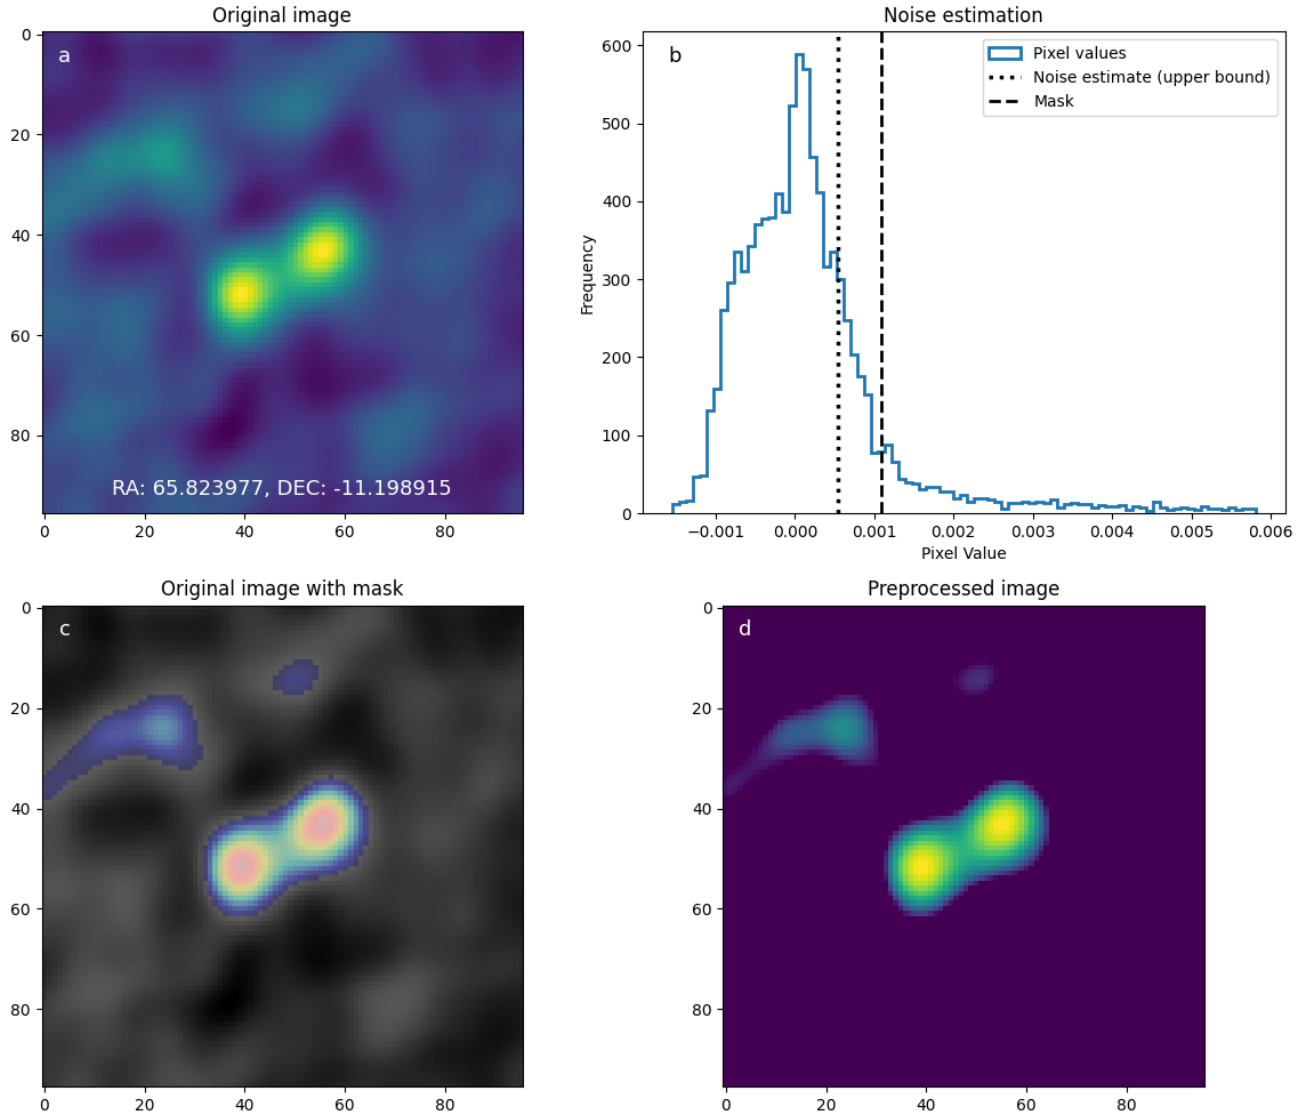 Original image
a
0
20
40
60
80
RA: 65.823977, DEC: -11.198915
0 20 40 60 80
Noise estimation
b
Pixel values
Noise estimate (upper bound)
Mask
Frequency
600
500
400
300
200
100
0
−0.001 0.000 0.001 0.002 0.003 0.004 0.005 0.006
Pixel Value
Original image with mask
c
0
20
40
60
80
0 20 40 60 80
Preprocessed image
d
0
20
40
60
80
0 20 40 60 80